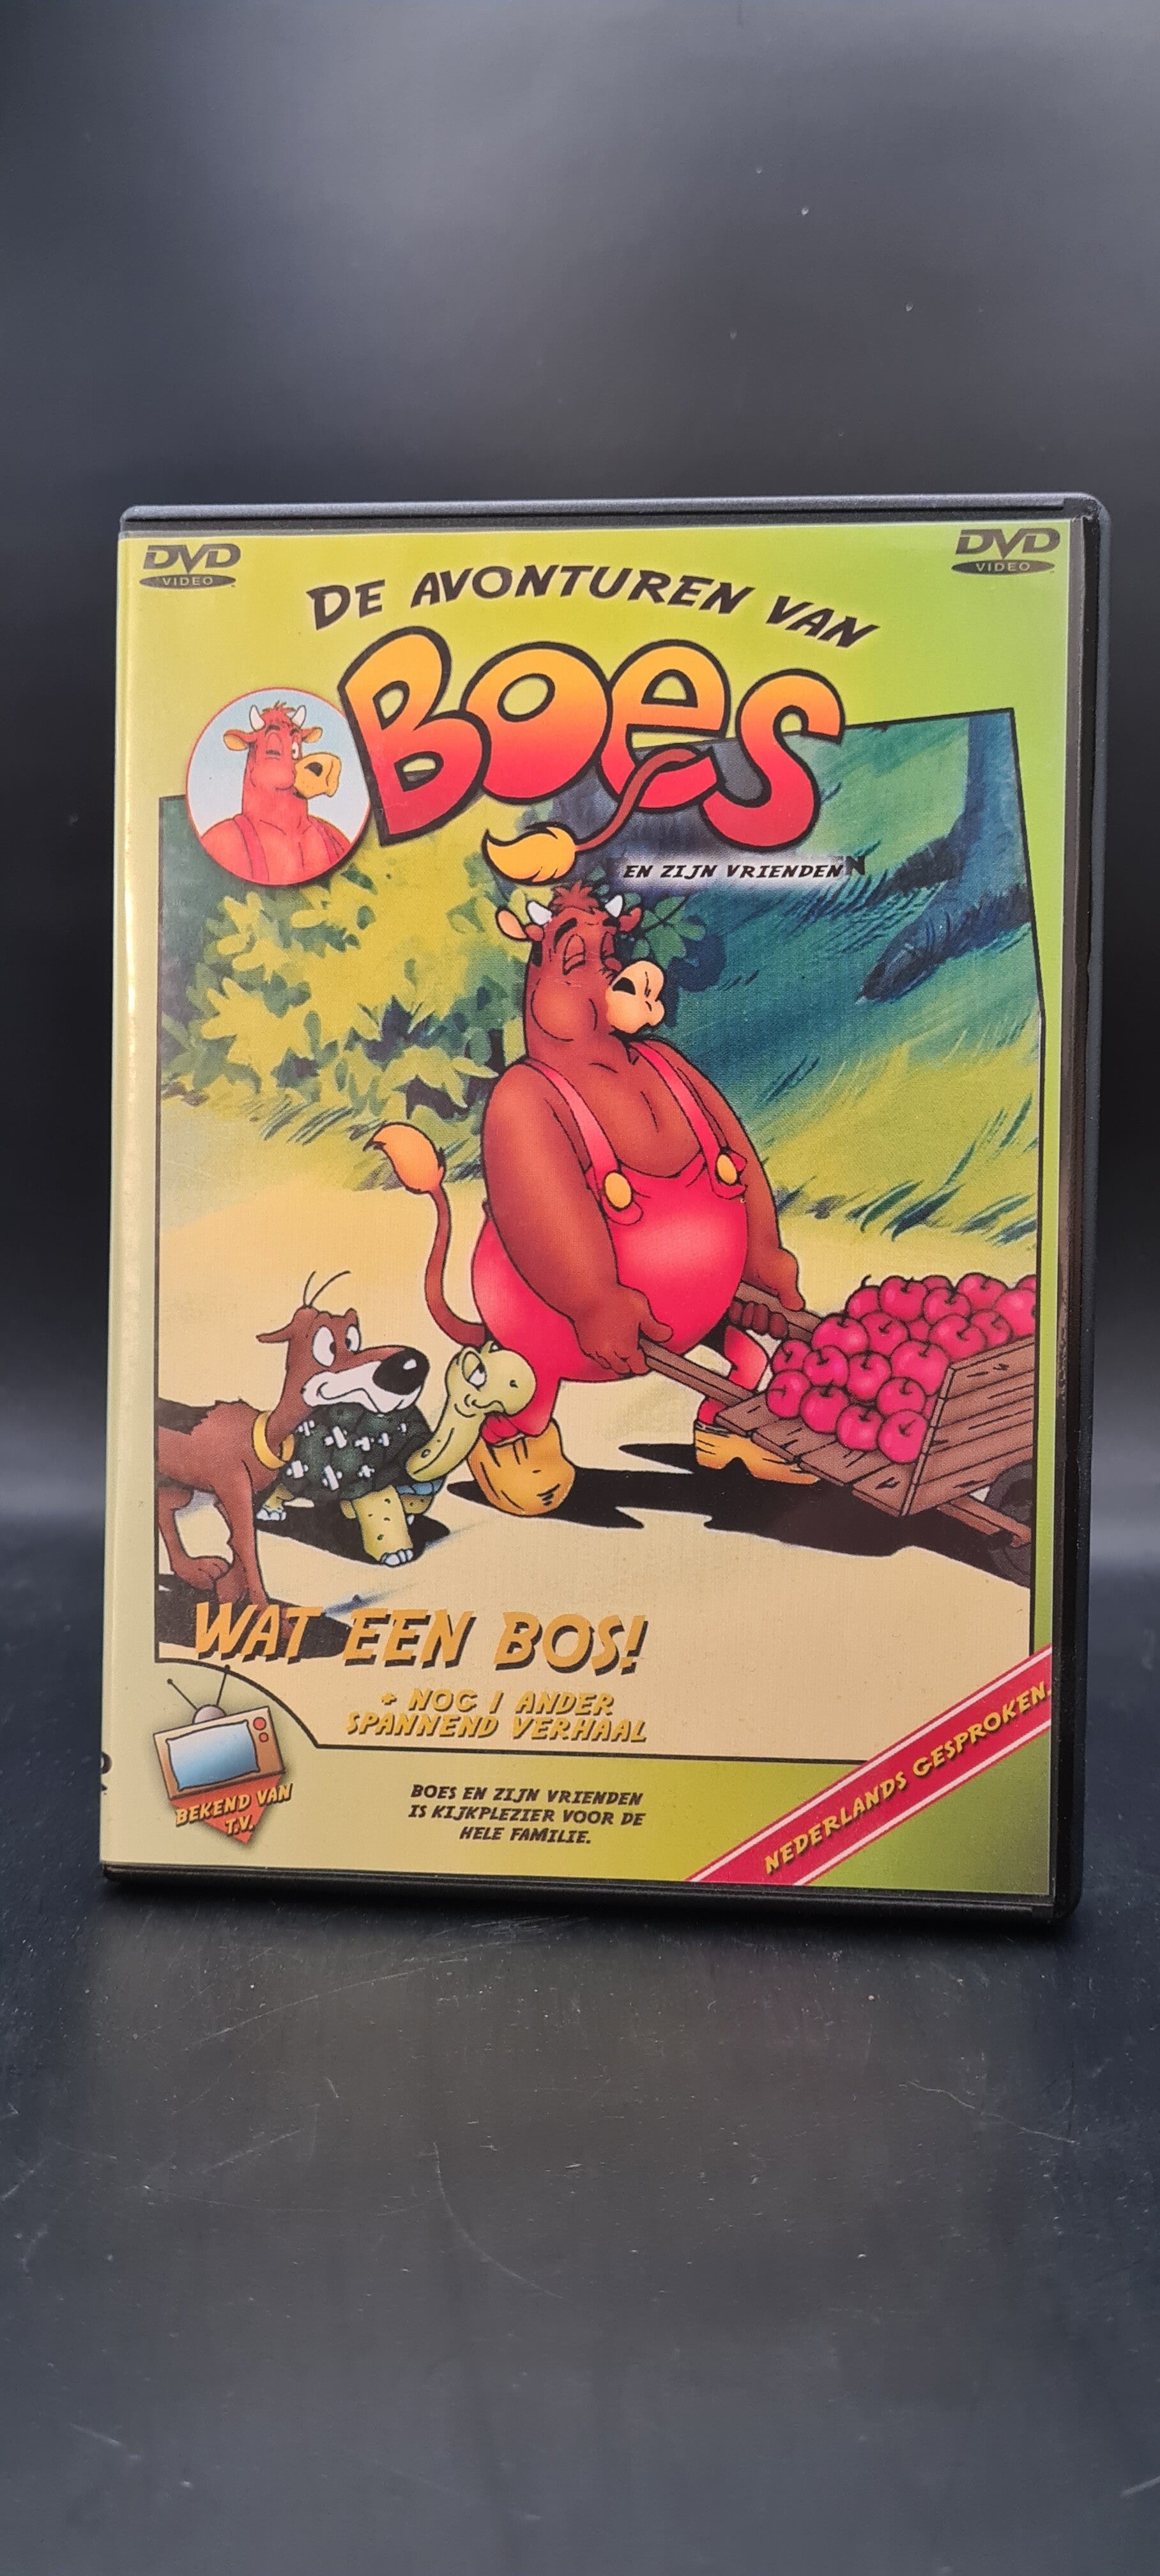 DVD
VIDEO
DVD
VIDEO
DE AVONTUREN VAN
BOES
EN ZIJN VRIENDEN N
WAT EEN BOS!
+ NOG 1 ANDER
SPANNEND VERHAAL
BEKEND VAN
T.V.
BOES EN ZIJN VRIENDEN
IS KIJKPLEZIER VOOR DE
HELE FAMILIE.
NEDERLANDS GESPROKEN.